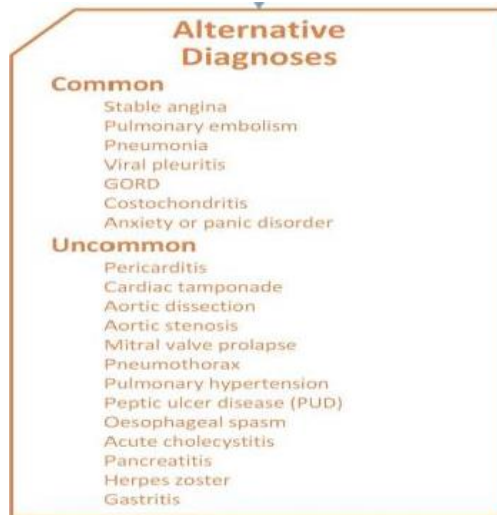 Alternative
Diagnoses
Common
Stable angina
Pulmonary embolism
Pneumonia
Viral pleuritis
GORD
Costochondritis
Anxiety or panic disorder
Uncommon
Pericarditis
Cardiac tamponade
Aortic dissection
Aortic stenosis
Mitral valve prolapse
Pneumothorax
Pulmonary hypertension
Peptic ulcer disease (PUD)
Oesophageal spasm
Acute cholecystitis
Pancreatitis
Herpes zoster
Gastritis